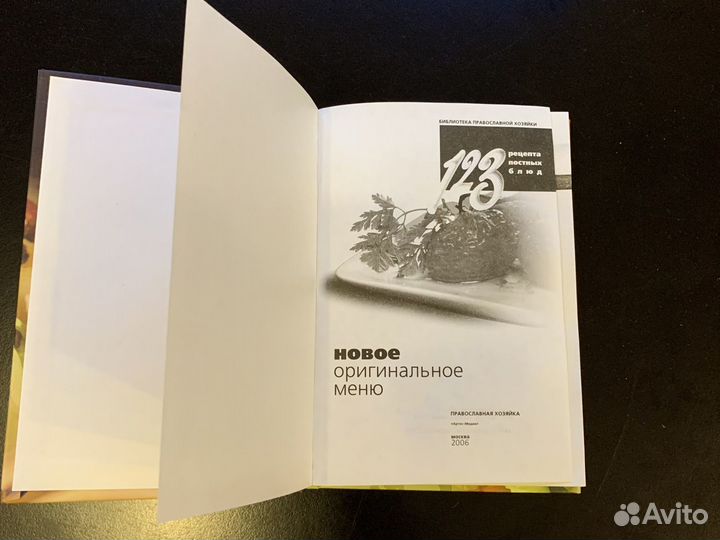 БИБЛИОТЕКА ПРАВОСЛАВНОЙ ХОЗЯЙКИ
123
рецепта
постных
блюд
новое
оригинальное
меню
ПРАВОСЛАВНАЯ ХОЗЯЙКА
МОСКВА
2006
Avito